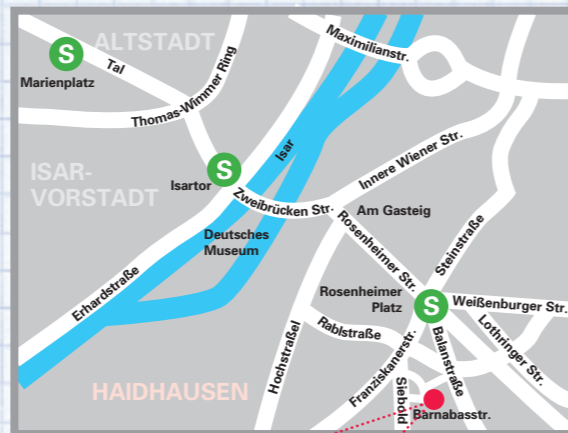 ALTSTADT
S
Marienplatz
Tal
Maximilianstr.
Thomas-Wimmer Ring
ISAR-
VORSTADT
S
Isartor
Isar
Innere Wiener Str.
Zweibrücken Str.
Am Gasteig
Deutsches
Museum
Rosenheimer Str.
Steinstraße
Erhardstraße
Rosenheimer
Platz
S
Weißenburger Str.
Rablstraße
Lothringer Str.
Hochstraßel
Franziskanerstr.
Balanstraße
HAIDHAUSEN
Siebold
Barnabasstr.